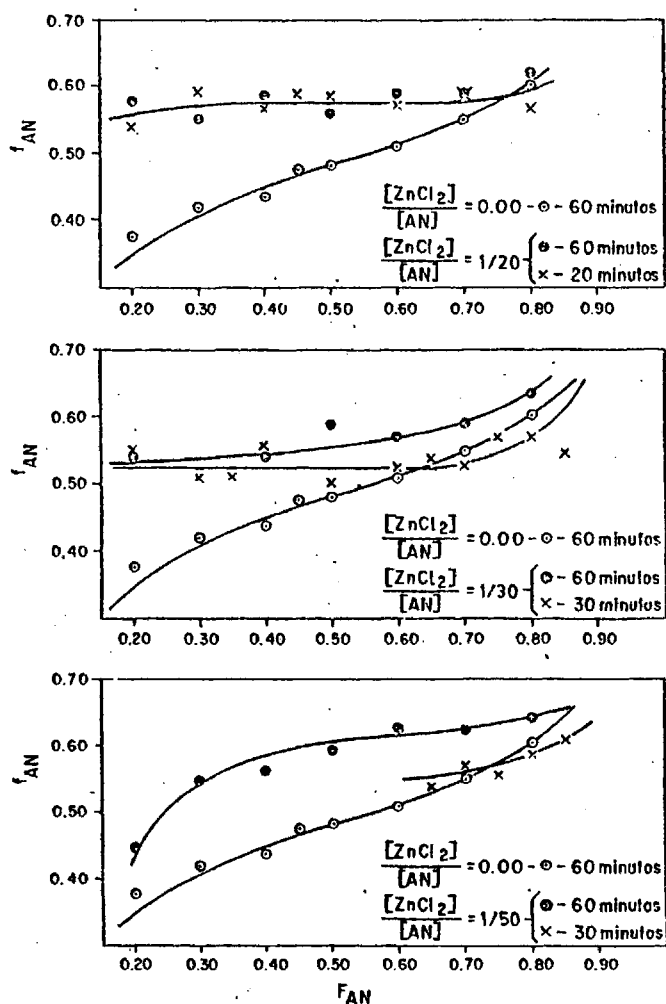 0.70
0.60
0.50
0.40
f AN
[ZnCl2]
[AN] = 0.00 - ⊙ - 60 minutos
[ZnCl2]
[AN] = 1/20 { - 60 minutos
× - 20 minutos
0.20 0.30 0.40 0.50 0.60 0.70 0.80 0.90
0.70
0.60
0.50
0.40
f AN
[ZnCl2]
[AN] = 0.00 - ⊙ - 60 minutos
[ZnCl2]
[AN] = 1/30 { - 60 minutos
× - 30 minutos
0.20 0.30 0.40 0.50 0.60 0.70 0.80 0.90
0.70
0.60
0.50
0.40
f AN
[ZnCl2]
[AN] = 0.00 - ⊙ - 60 minutos
[ZnCl2]
[AN] = 1/50 { - 60 minutos
× - 30 minutos
0.20 0.30 0.40 0.50 0.60 0.70 0.80 0.90
F AN